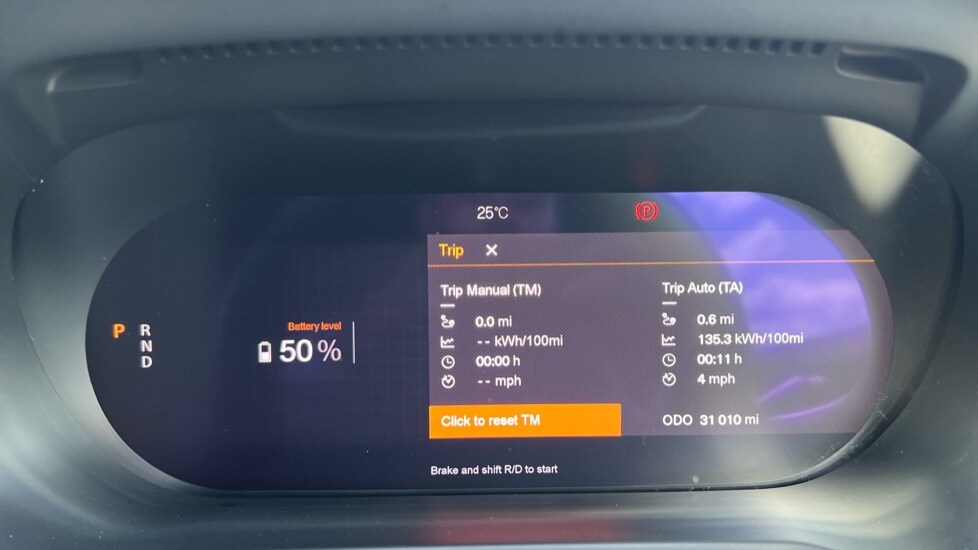 25°C
P
Trip ✕
Trip Manual (TM)
0.0 mi
-- kWh/100mi
00:00 h
-- mph
Click to reset TM
Trip Auto (TA)
0.6 mi
135.3 kWh/100mi
00:11 h
4 mph
ODO 31 010 mi
P R
N
D
Battery level
50 %
Brake and shift R/D to start